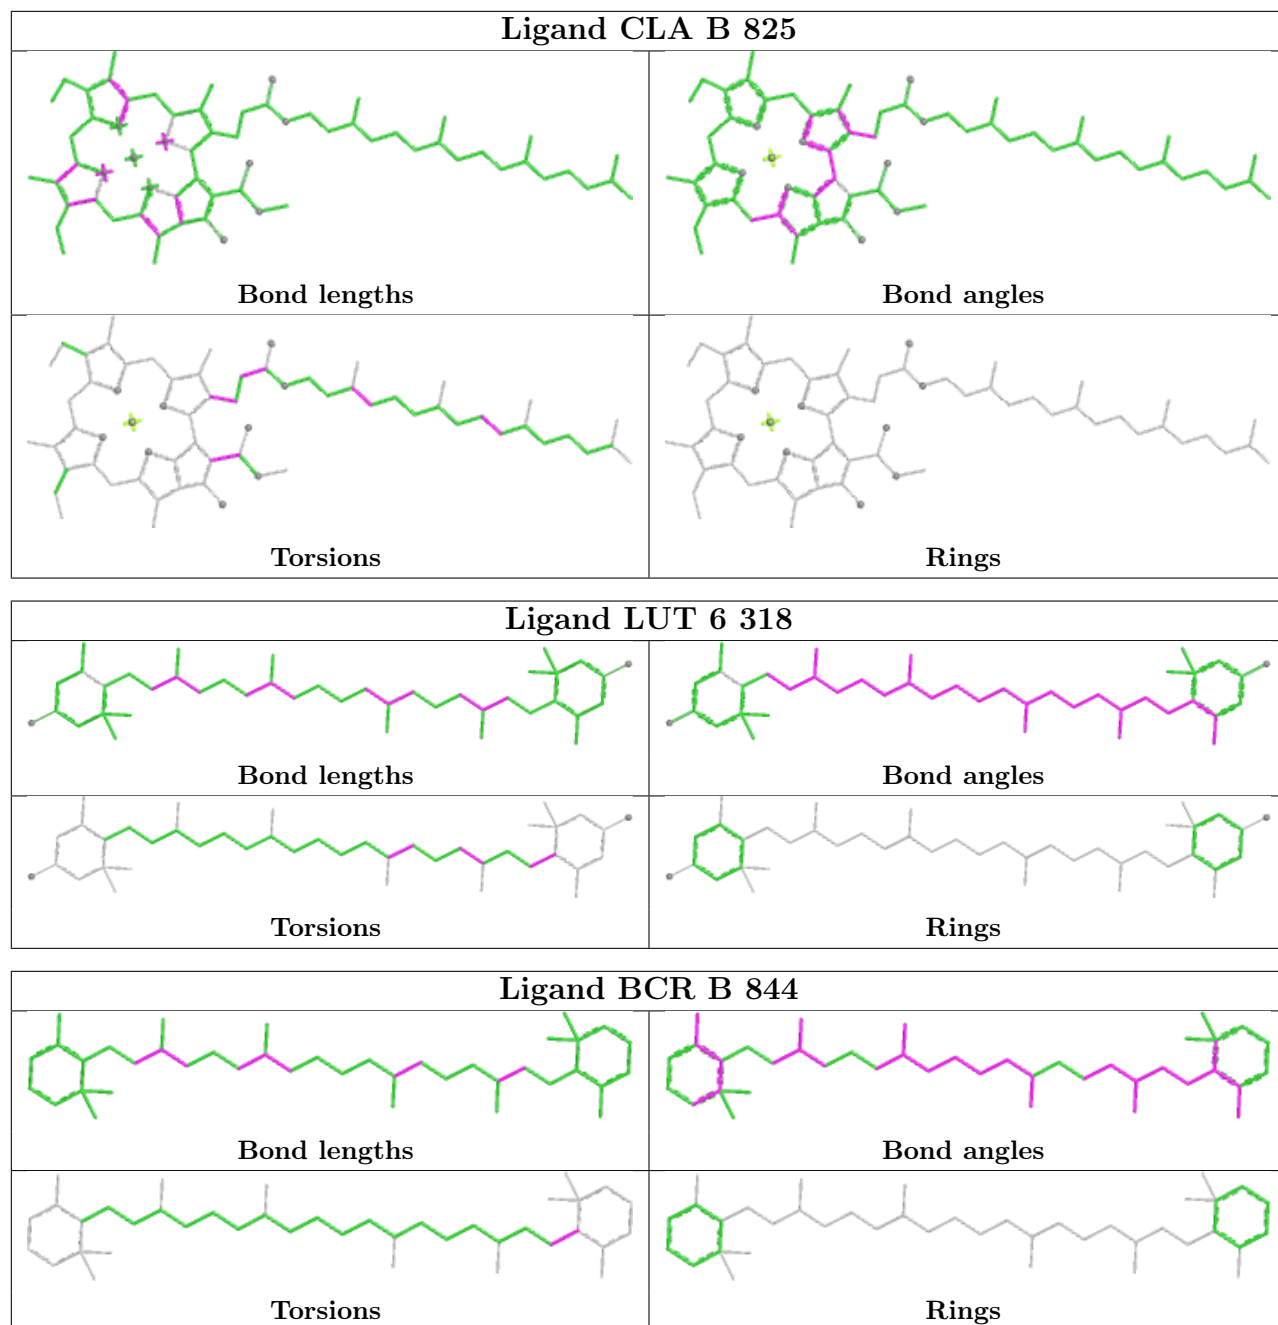 Ligand CLA B 825
Bond lengths
Bond angles
Torsions
Rings
Ligand LUT 6 318
Bond lengths
Bond angles
Torsions
Rings
Ligand BCR B 844
Bond lengths
Bond angles
Torsions
Rings